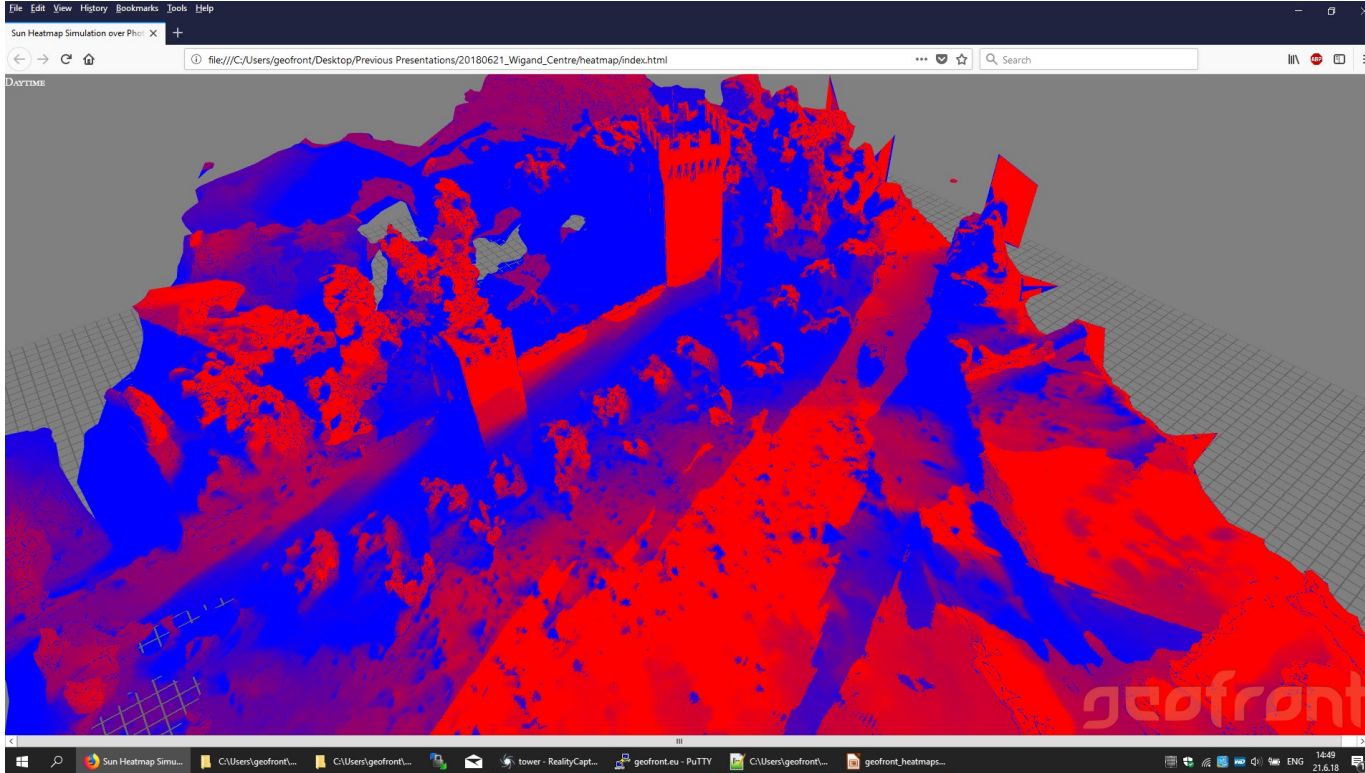 File Edit View History Bookmarks Tools Help
Sun Heatmap Simulation over Phot
file:///C:/Users/geofront/Desktop/Previous Presentations/20180621_Wigand_Centre/heatmap/index.html
Search
ABP
DAYTIME
geofront
Sun Heatmap Simu...
C:\Users\geofront\...
C:\Users\geofront\...
tower - RealityCapt...
geofront.eu - PuTTY
C:\Users\geofront\...
geofront_heatmaps...
ENG
14:49
21.6.18